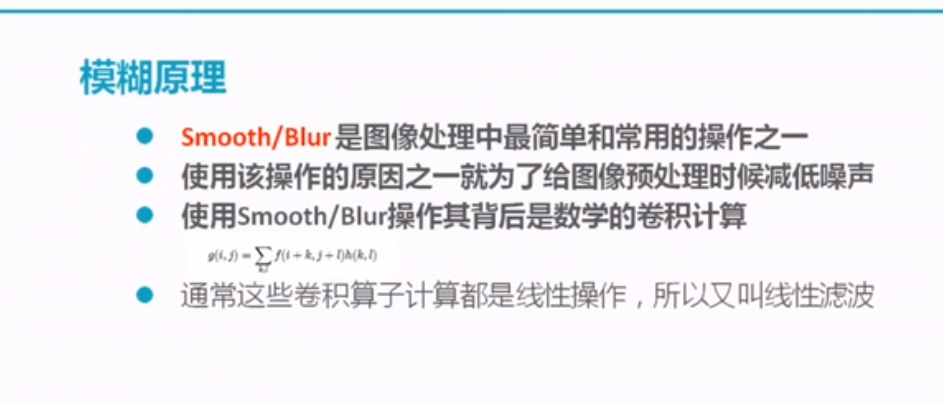 模糊原理
Smooth/Blur是图像处理中最简单和常用的操作之一
使用该操作的原因之一就为了给图像预处理时候减低噪声
使用Smooth/Blur操作其背后是数学的卷积计算
g(i, j) = ∑k,l f(i + k, j + l)h(k, l)
通常这些卷积算子计算都是线性操作，所以又叫线性滤波